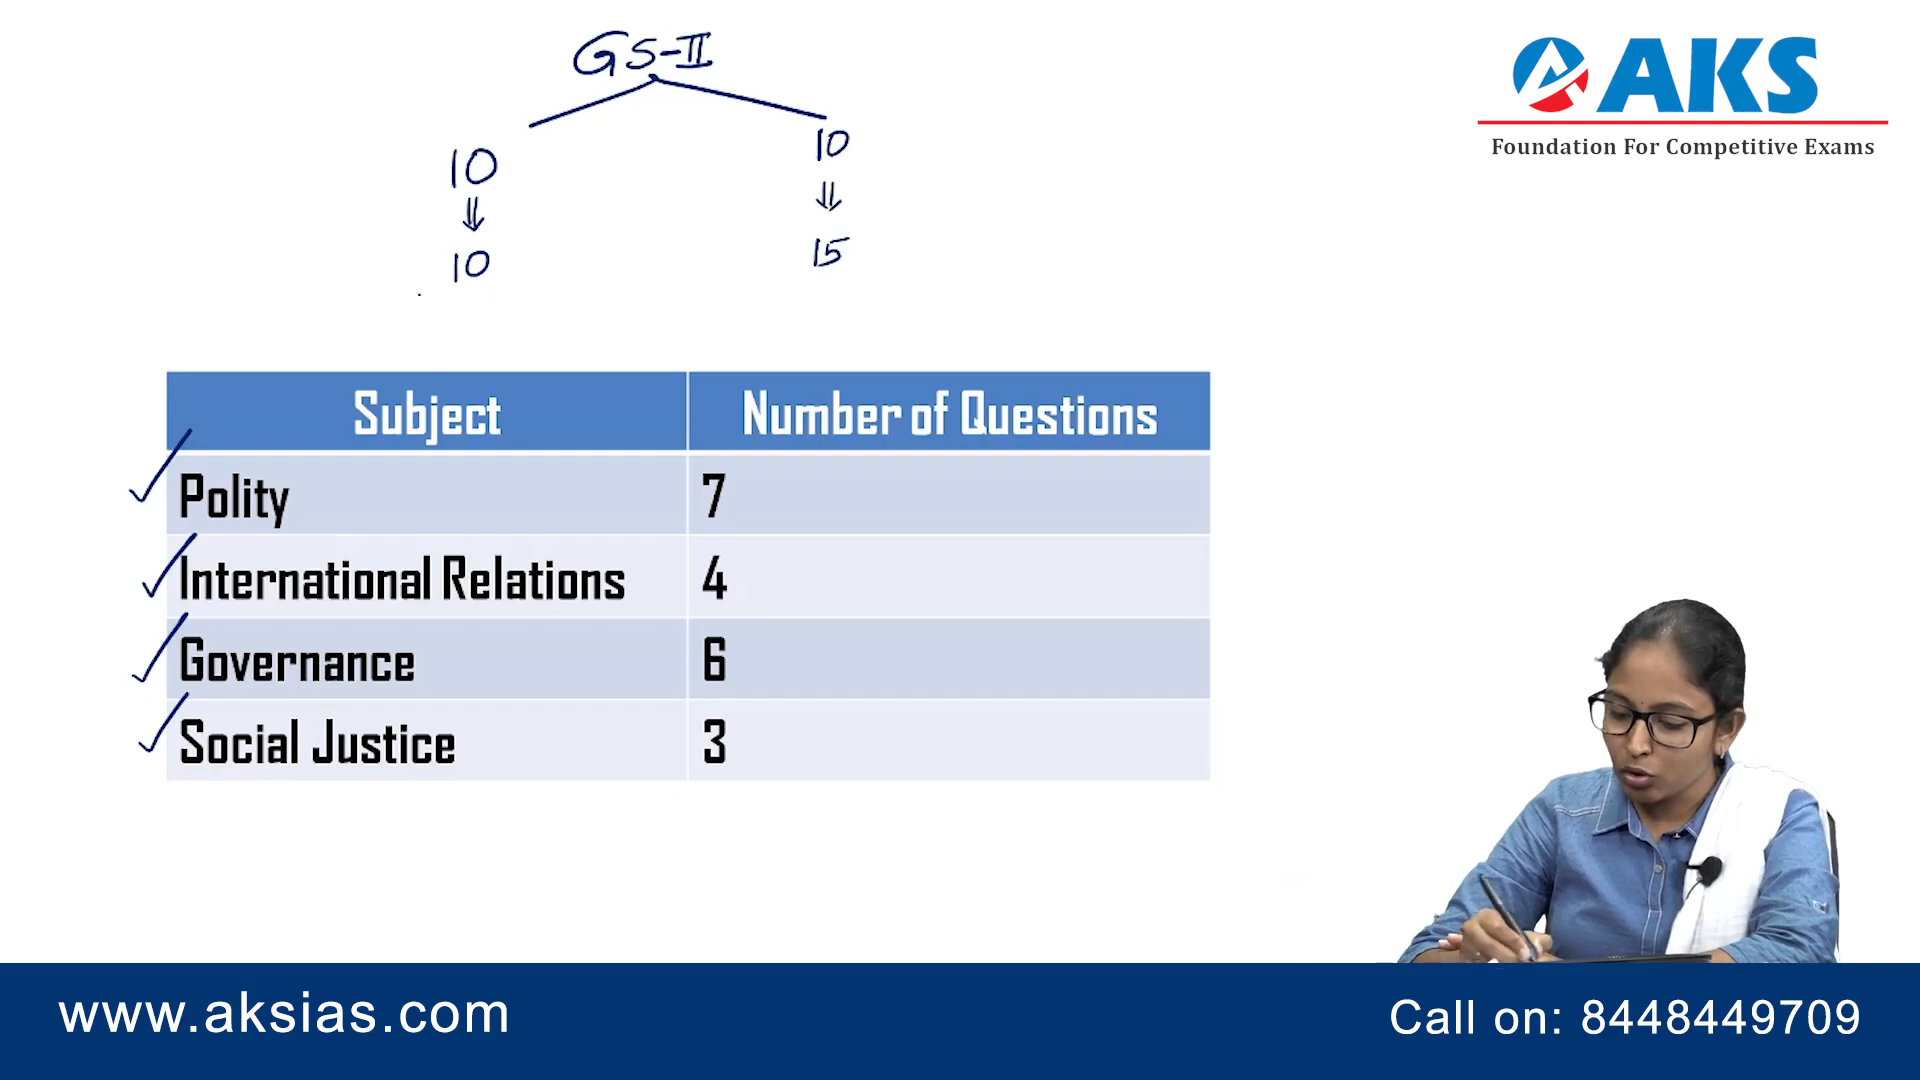 GS-II
10 10
10 15
AKS
Foundation For Competitive Exams
Subject Number of Questions
Polity 7
International Relations 4
Governance 6
Social Justice 3
www.aksias.com
Call on: 8448449709